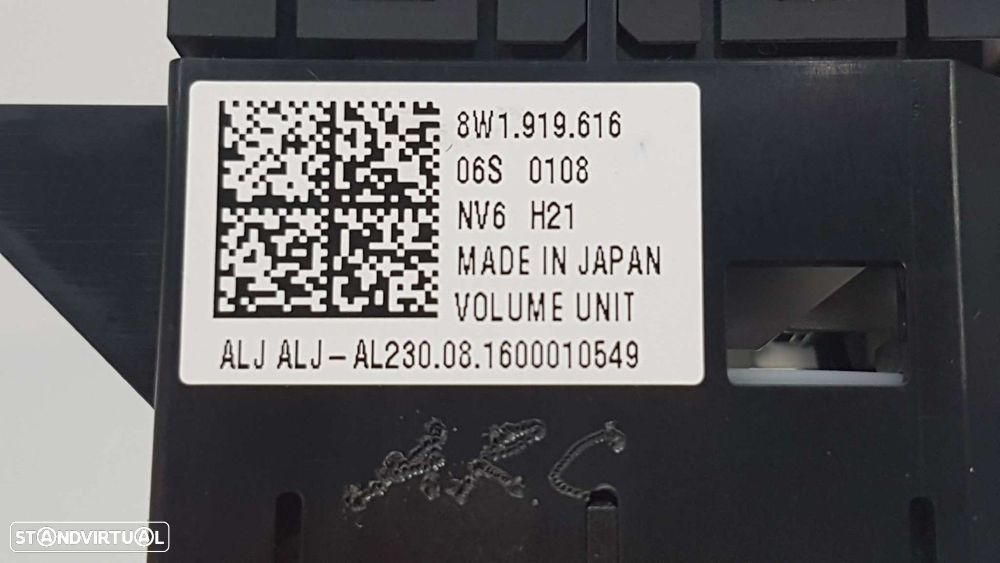 8W1.919.616
06S 0108
NV6 H21
MADE IN JAPAN
VOLUME UNIT
ALJ ALJ-AL230.08.1600010549
STANDVIRTUAL